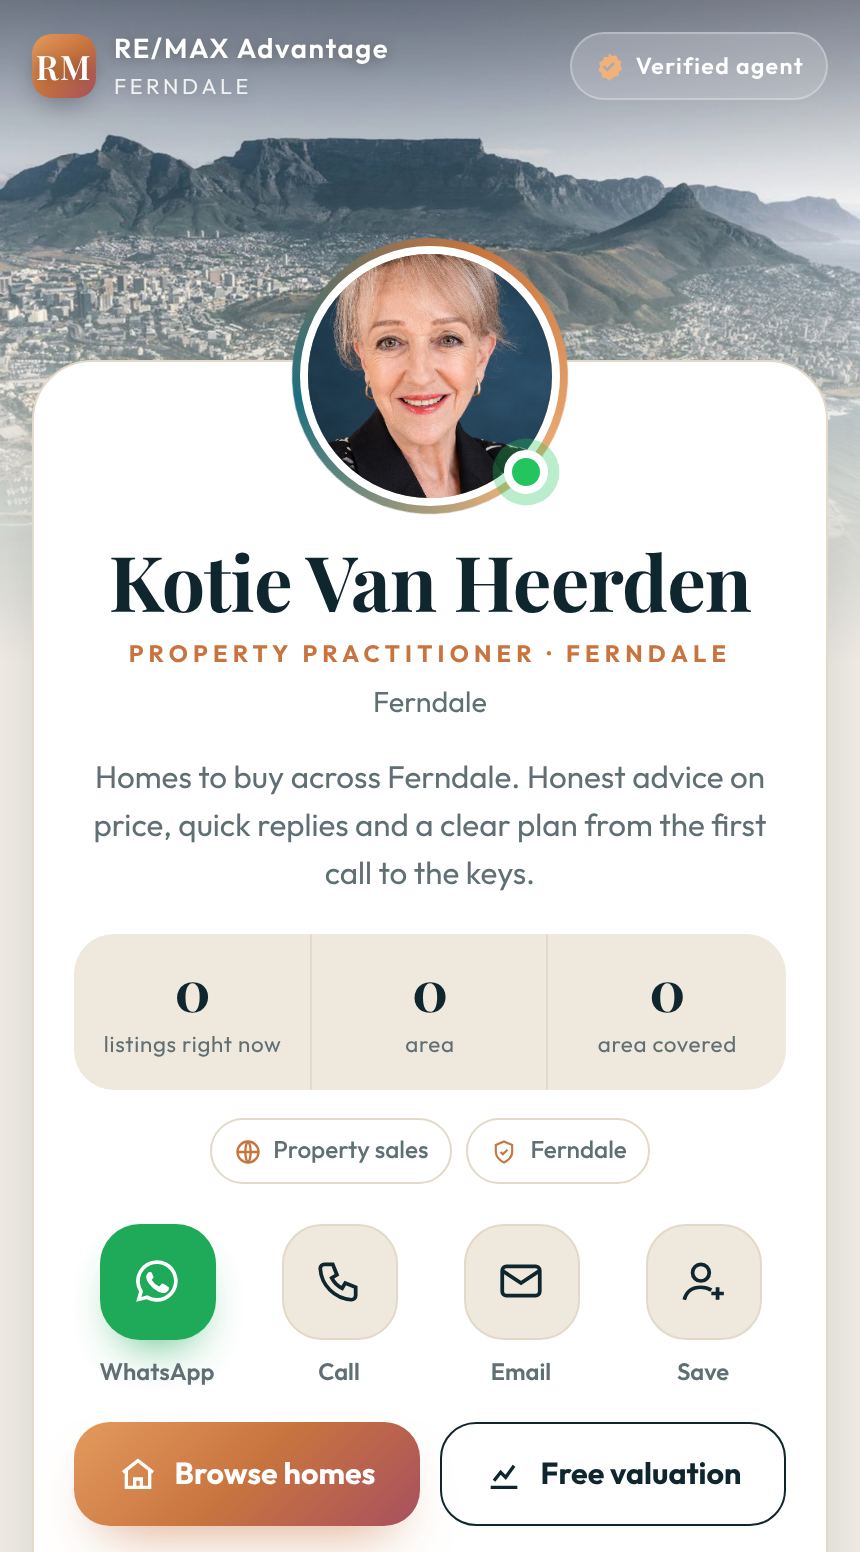 RM
RE/MAX Advantage
FERNDALE
Verified agent
Kotie Van Heerden
PROPERTY PRACTITIONER · FERNDALE
Ferndale
Homes to buy across Ferndale. Honest advice on
price, quick replies and a clear plan from the first
call to the keys.
0 0 0
listings right now area area covered
Property sales Ferndale
WhatsApp Call Email Save
Browse homes Free valuation